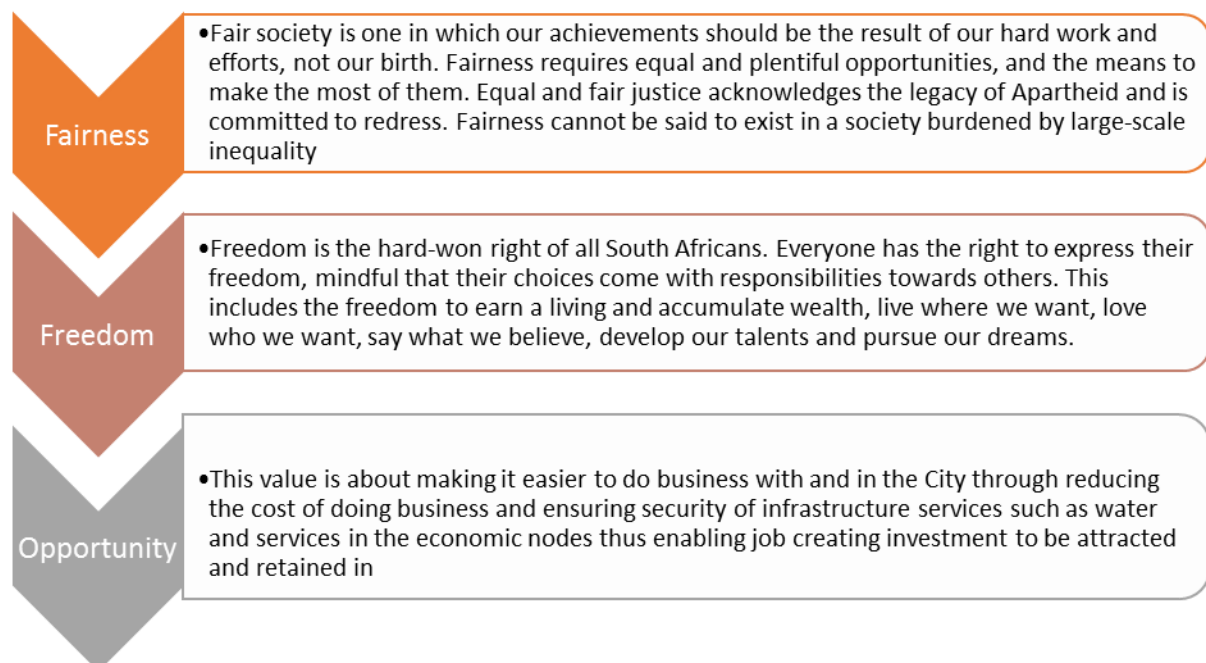 Fairness
•Fair society is one in which our achievements should be the result of our hard work and
efforts, not our birth. Fairness requires equal and plentiful opportunities, and the means to
make the most of them. Equal and fair justice acknowledges the legacy of Apartheid and is
committed to redress. Fairness cannot be said to exist in a society burdened by large-scale
inequality
Freedom
•Freedom is the hard-won right of all South Africans. Everyone has the right to express their
freedom, mindful that their choices come with responsibilities towards others. This
includes the freedom to earn a living and accumulate wealth, live where we want, love
who we want, say what we believe, develop our talents and pursue our dreams.
Opportunity
•This value is about making it easier to do business with and in the City through reducing
the cost of doing business and ensuring security of infrastructure services such as water
and services in the economic nodes thus enabling job creating investment to be attracted
and retained in